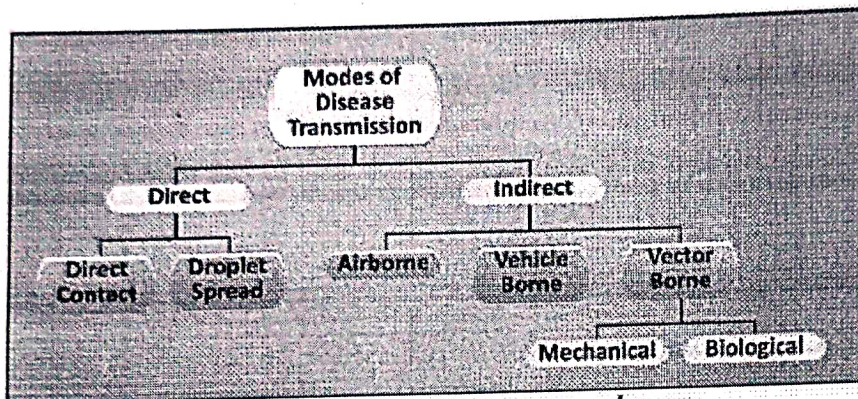 Modes of
Disease
Transmission
Direct
Indirect
Direct
Contact
Droplet
Spread
Airborne
Vehicle
Borne
Vector
Borne
Mechanical
Biological